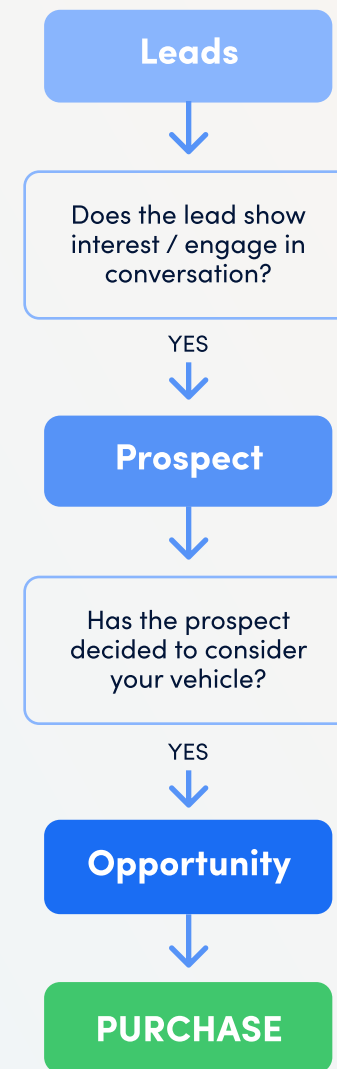 Leads
Does the lead show
interest / engage in
conversation?
YES
Prospect
Has the prospect
decided to consider
your vehicle?
YES
Opportunity
PURCHASE